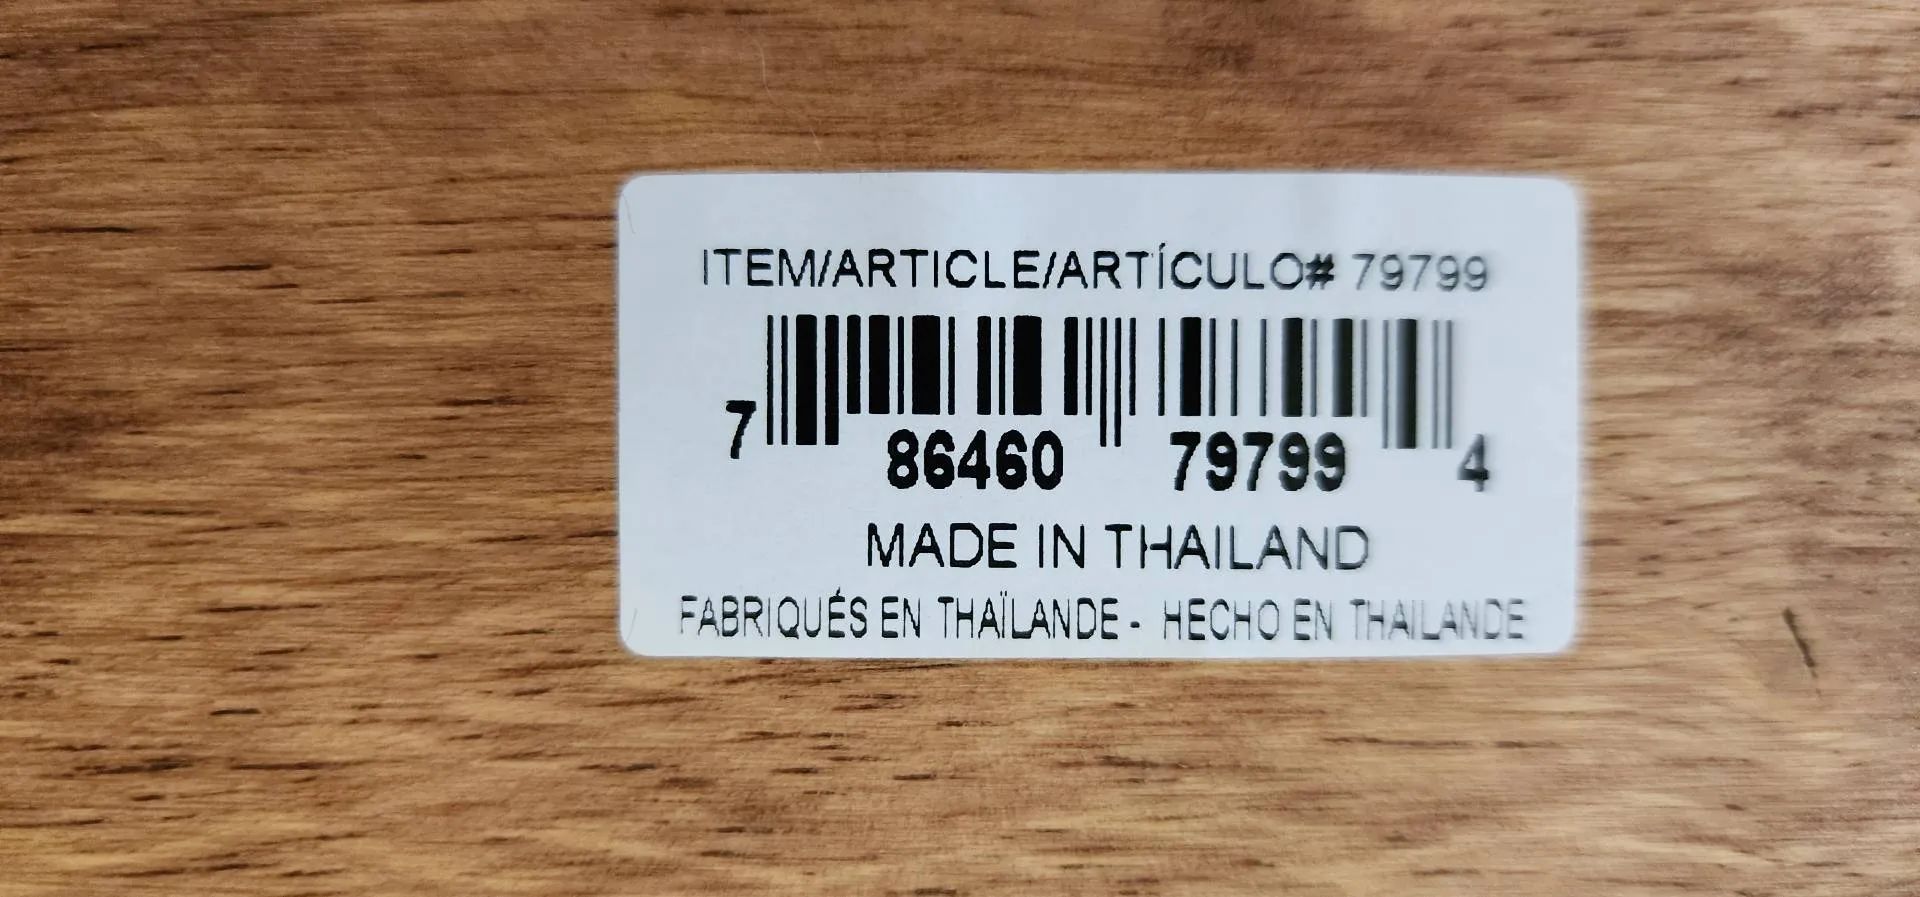 ITEM/ARTICLE/ARTÍCULO# 79799
7 86460 79799 4
MADE IN THAILAND
FABRIQUÉS EN THAÏLANDE - HECHO EN THAILANDE